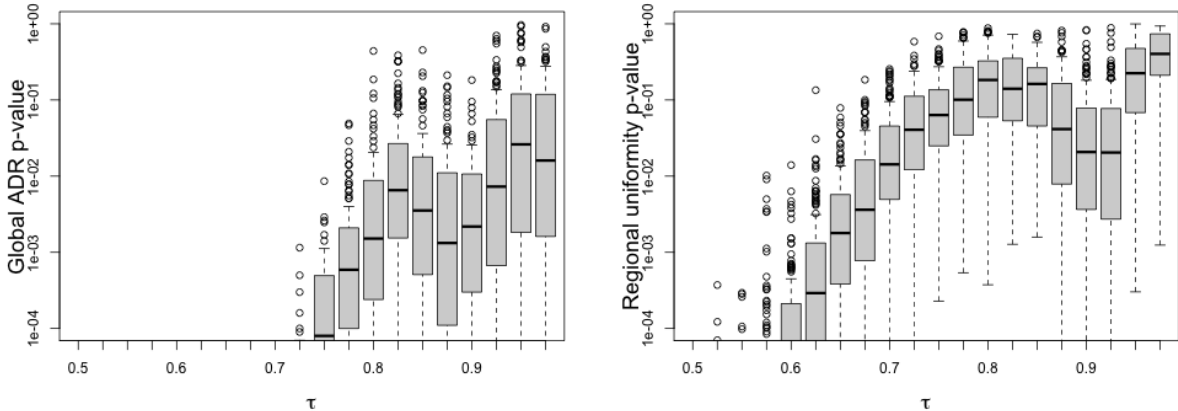 Global ADR p-value
1e+00
1e-01
1e-02
1e-03
1e-04
0.5
0.6
0.7
0.8
0.9
τ
Regional uniformity p-value
1e+00
1e-01
1e-02
1e-03
1e-04
0.5
0.6
0.7
0.8
0.9
τ